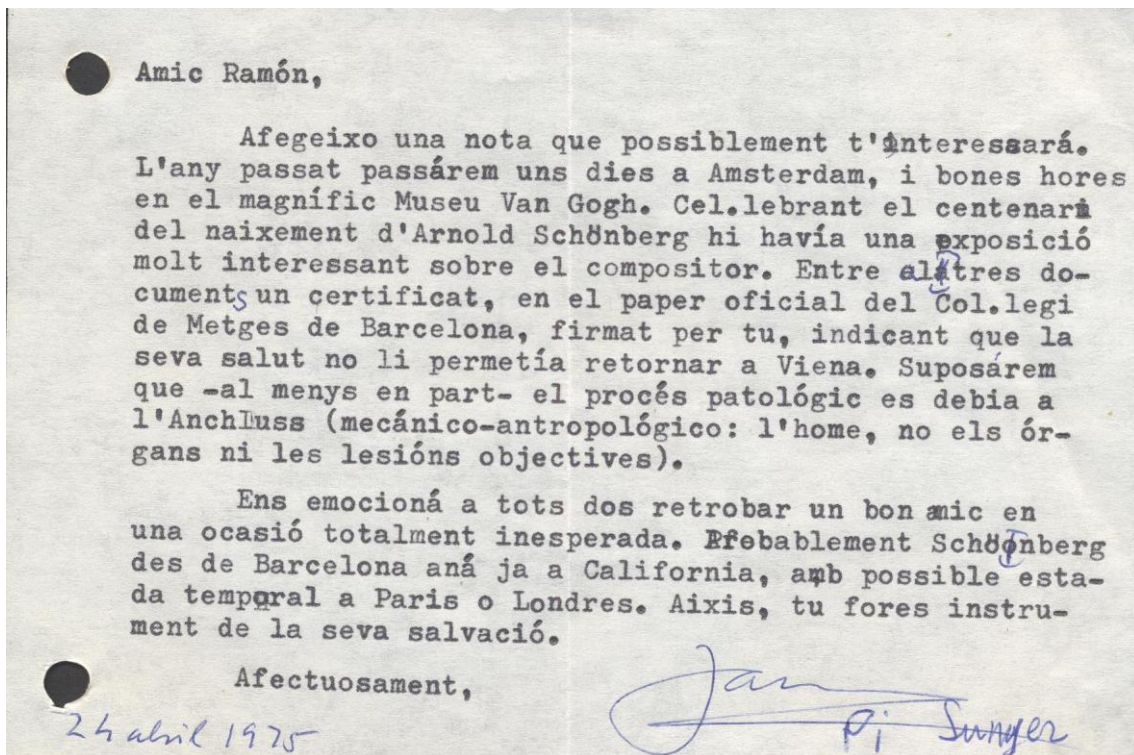 Amic Ramón,
Afegeixo una nota que possiblement t'interessará.
L'any passat passárem uns dies a Amsterdam, i bones hores
en el magnífic Museu Van Gogh. Cel.lebrant el centenari
del naixement d'Arnold Schönberg hi havía una exposició
molt interessant sobre el compositor. Entre altres do-
cuments un certificat, en el paper oficial del Col.legi
de Metges de Barcelona, firmat per tu, indicant que la
seva salut no li permetía retornar a Viena. Suposárem
que -al menys en part- el procés patológic es debia a
l'Anchluss (mecánico-antropológico: l'home, no els ór-
gans ni les lesións objectives).
Ens emocioná a tots dos retrobar un bon amic en
una ocasió totalment inesperada. Probablement Schönberg
des de Barcelona aná ja a California, amb possible esta-
da temporal a Paris o Londres. Aixis, tu fores instru-
ment de la seva salvació.
Afectuosament,
24 abril 1975
Pi Sunyer